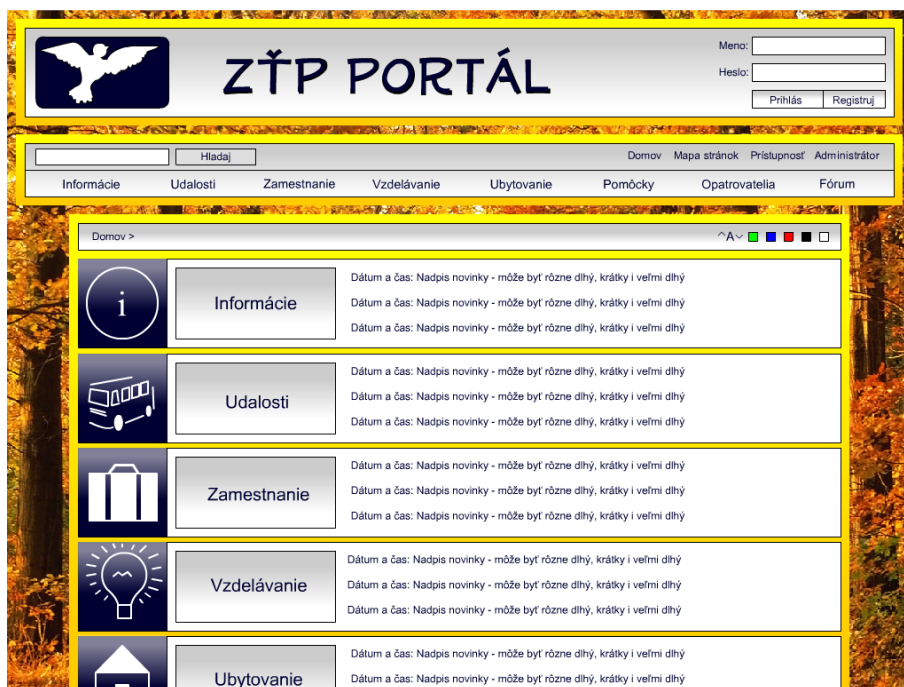 ZŤP PORTÁL
Meno:
Heslo:
Prihlás Registruj
Hladaj Domov Mapa stránok Prístupnosť Administrátor
Informácie Udalosti Zamestnanie Vzdelávanie Ubytovanie Pomôcky Opatrovatelia Fórum
Domov > ^A
i Informácie
Dátum a čas: Nadpis novinky - môže byť rôzne dlhý, krátky i veľmi dlhý
Dátum a čas: Nadpis novinky - môže byť rôzne dlhý, krátky i veľmi dlhý
Dátum a čas: Nadpis novinky - môže byť rôzne dlhý, krátky i veľmi dlhý
Udalosti
Dátum a čas: Nadpis novinky - môže byť rôzne dlhý, krátky i veľmi dlhý
Dátum a čas: Nadpis novinky - môže byť rôzne dlhý, krátky i veľmi dlhý
Dátum a čas: Nadpis novinky - môže byť rôzne dlhý, krátky i veľmi dlhý
Zamestnanie
Dátum a čas: Nadpis novinky - môže byť rôzne dlhý, krátky i veľmi dlhý
Dátum a čas: Nadpis novinky - môže byť rôzne dlhý, krátky i veľmi dlhý
Dátum a čas: Nadpis novinky - môže byť rôzne dlhý, krátky i veľmi dlhý
Vzdelávanie
Dátum a čas: Nadpis novinky - môže byť rôzne dlhý, krátky i veľmi dlhý
Dátum a čas: Nadpis novinky - môže byť rôzne dlhý, krátky i veľmi dlhý
Dátum a čas: Nadpis novinky - môže byť rôzne dlhý, krátky i veľmi dlhý
Ubytovanie
Dátum a čas: Nadpis novinky - môže byť rôzne dlhý, krátky i veľmi dlhý
Dátum a čas: Nadpis novinky - môže byť rôzne dlhý, krátky i veľmi dlhý